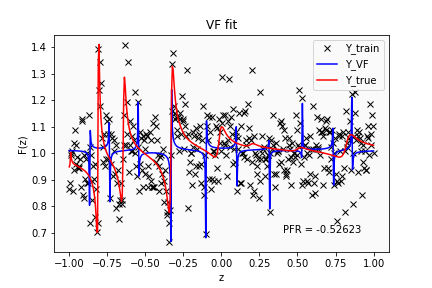 VF fit
Y_train
Y_VF
Y_true
F(z)
1.4
1.3
1.2
1.1
1.0
0.9
0.8
0.7
PFR = -0.52623
−1.00 −0.75 −0.50 −0.25 0.00 0.25 0.50 0.75 1.00
z